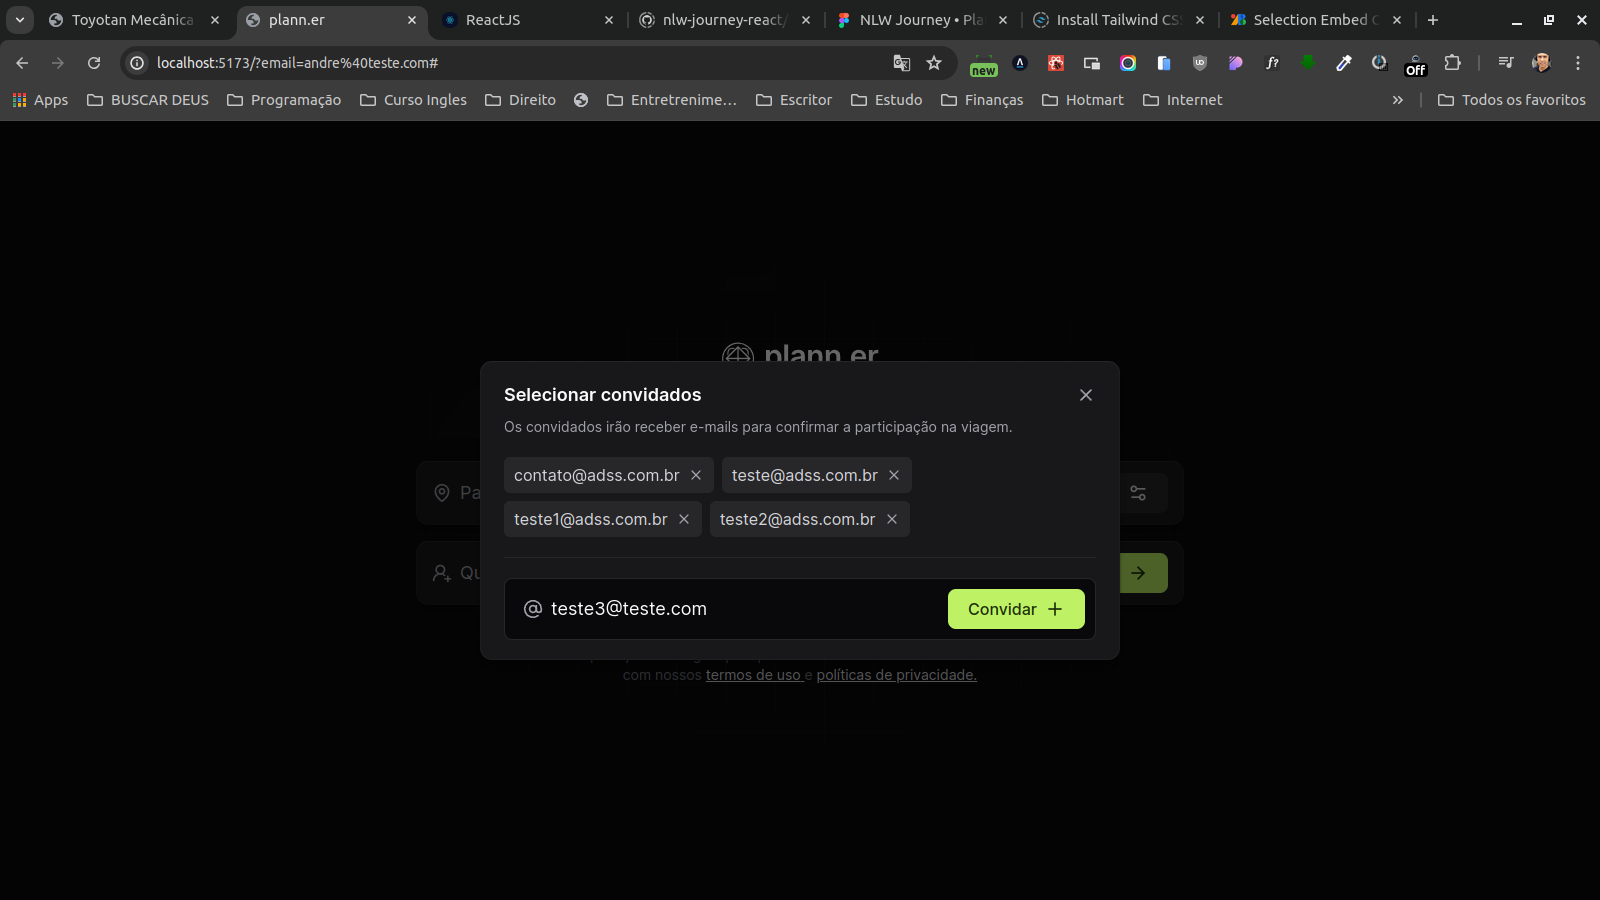 Toyotan Mecânica
plann.er
ReactJS
nlw-journey-react/
NLW Journey • Pla
Install Tailwind CSS
Selection Embed C
localhost:5173/?email=andre%40teste.com#
new
UD
f?
Off
Apps
BUSCAR DEUS
Programação
Curso Ingles
Direito
Entretenime...
Escritor
Estudo
Finanças
Hotmart
Internet
»
Todos os favoritos
plann.er
Selecionar convidados
Os convidados irão receber e-mails para confirmar a participação na viagem.
contato@adss.com.br
teste@adss.com.br
Pa
teste1@adss.com.br
teste2@adss.com.br
Qu
@ teste3@teste.com
Convidar +
com nossos termos de uso e políticas de privacidade.